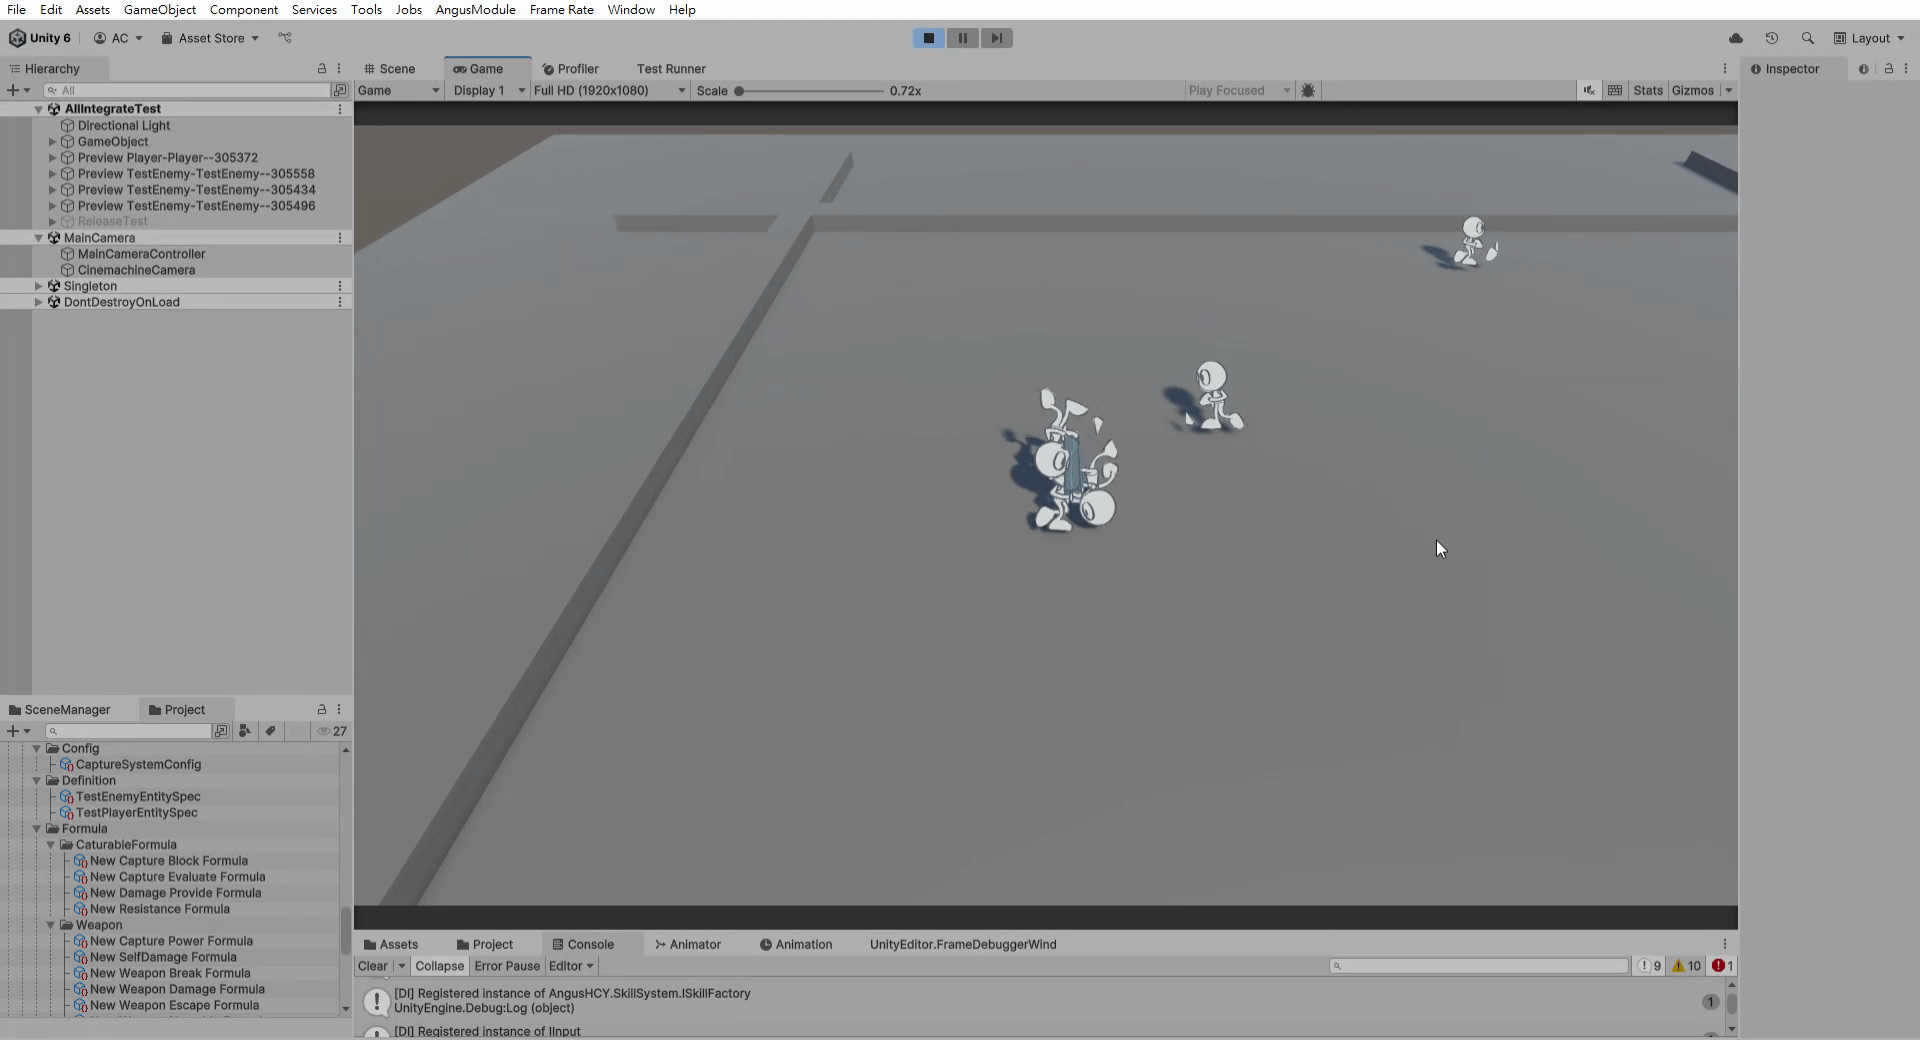 File Edit Assets GameObject Component Services Tools Jobs AngusModule Frame Rate Window Help
Unity 6 AC Asset Store Layout
Hierarchy
All
AllIntegrateTest
Directional Light
GameObject
Preview Player-Player--305372
Preview TestEnemy-TestEnemy--305558
Preview TestEnemy-TestEnemy--305434
Preview TestEnemy-TestEnemy--305496
ReleaseTest
MainCamera
MainCameraController
CinemachineCamera
Singleton
DontDestroyOnLoad
Scene Game Profiler Test Runner
Game Display 1 Full HD (1920x1080) Scale 0.72x Play Focused Stats Gizmos
Inspector
SceneManager Project
27
Config
CaptureSystemConfig
Definition
TestEnemyEntitySpec
TestPlayerEntitySpec
Formula
CaturableFormula
New Capture Block Formula
New Capture Evaluate Formula
New Damage Provide Formula
New Resistance Formula
Weapon
New Capture Power Formula
New SelfDamage Formula
New Weapon Break Formula
New Weapon Damage Formula
New Weapon Escape Formula
Assets Project Console Animator Animation UnityEditor.FrameDebuggerWind
Clear Collapse Error Pause Editor 9 10 1
[DI] Registered instance of AngusHCY.SkillSystem.ISkillFactory
UnityEngine.Debug:Log (object)
1
[DI] Registered instance of IInput